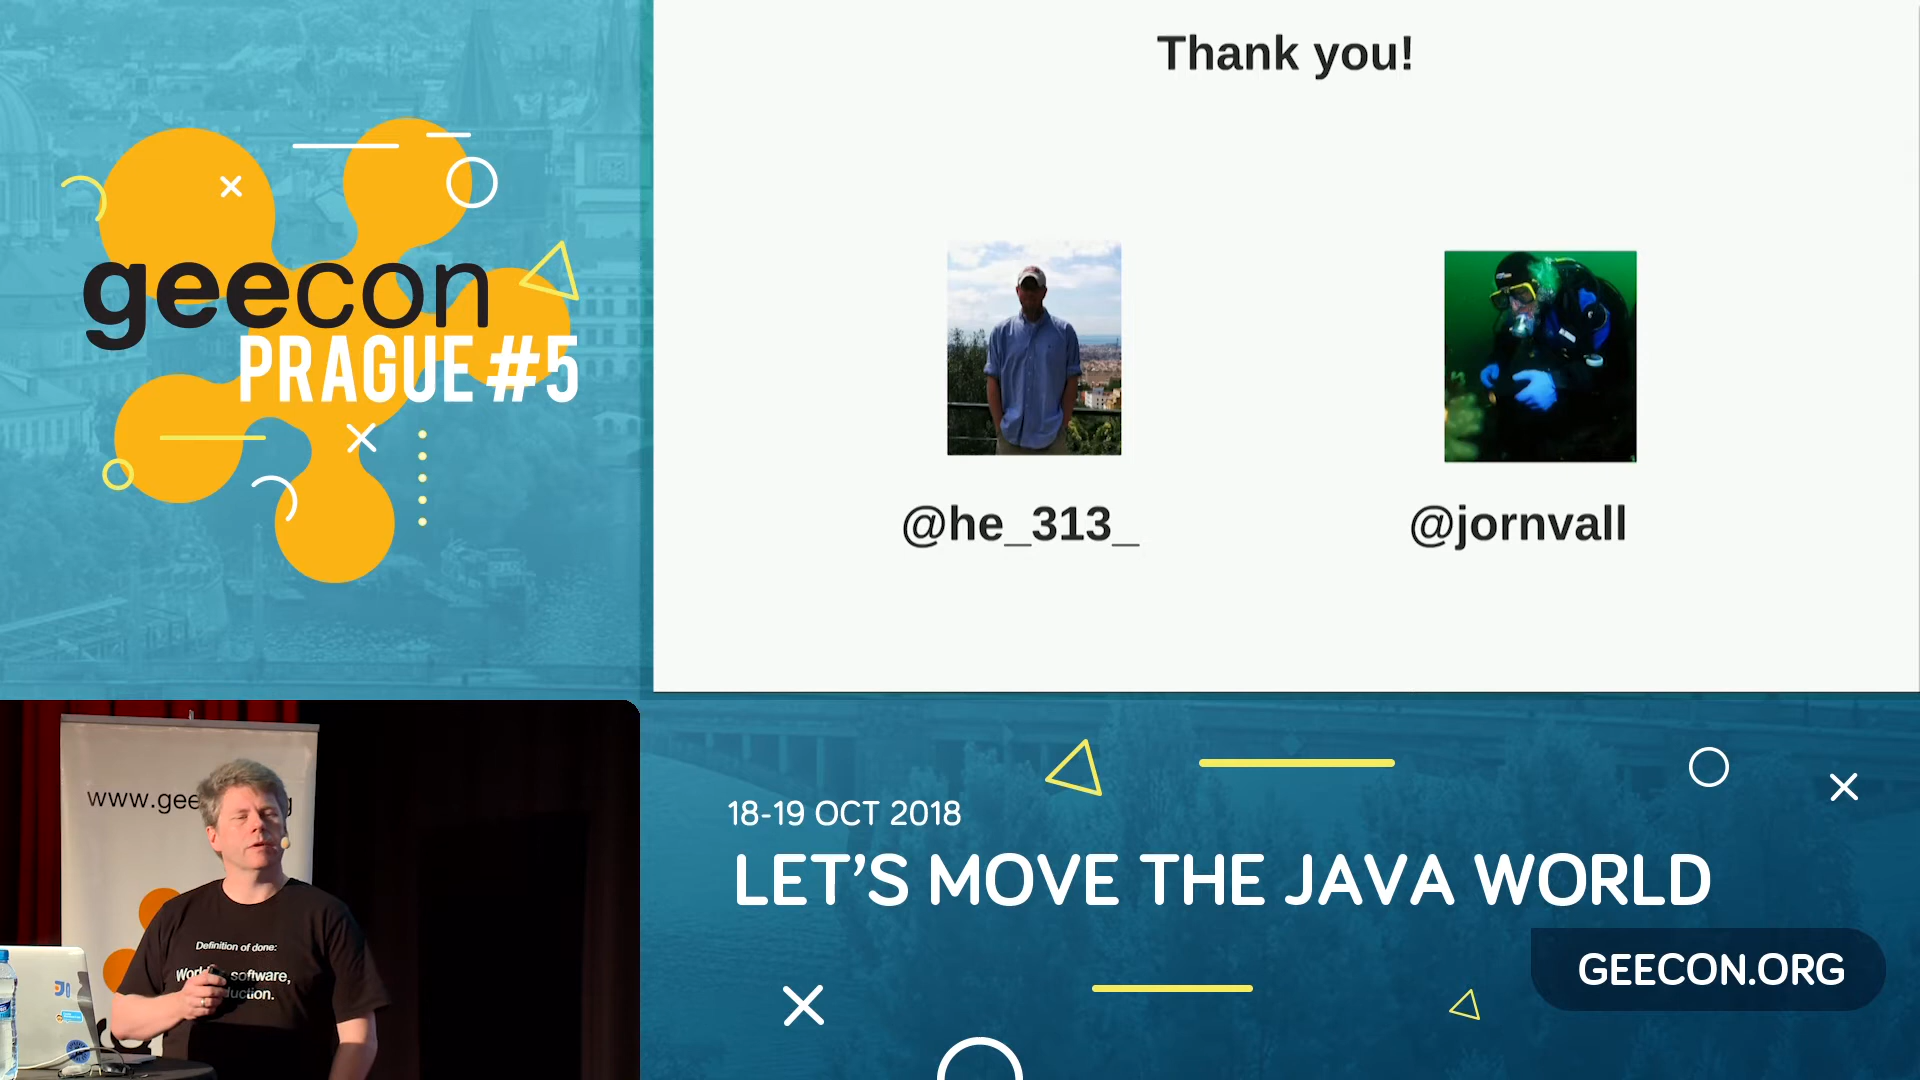 Thank you!
geecon
PRAGUE #5
@he_313_
@jornvall
www.gee
Definition of done:
software,
18-19 OCT 2018
LET'S MOVE THE JAVA WORLD
GEECON.ORG